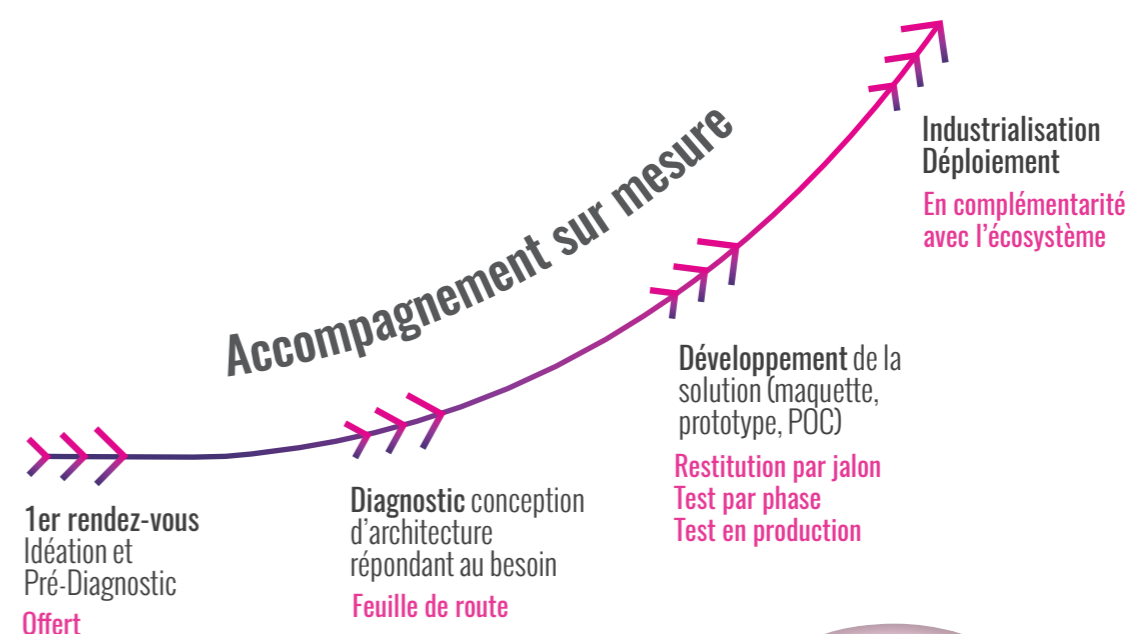 Accompagnement sur mesure
1er rendez-vous
Idéation et
Pré-Diagnostic
Offert
Diagnostic conception
d'architecture
répondant au besoin
Feuille de route
Développement de la
solution (maquette,
prototype, POC)
Restitution par jalon
Test par phase
Test en production
Industrialisation
Déploiement
En complémentarité
avec l'écosystème